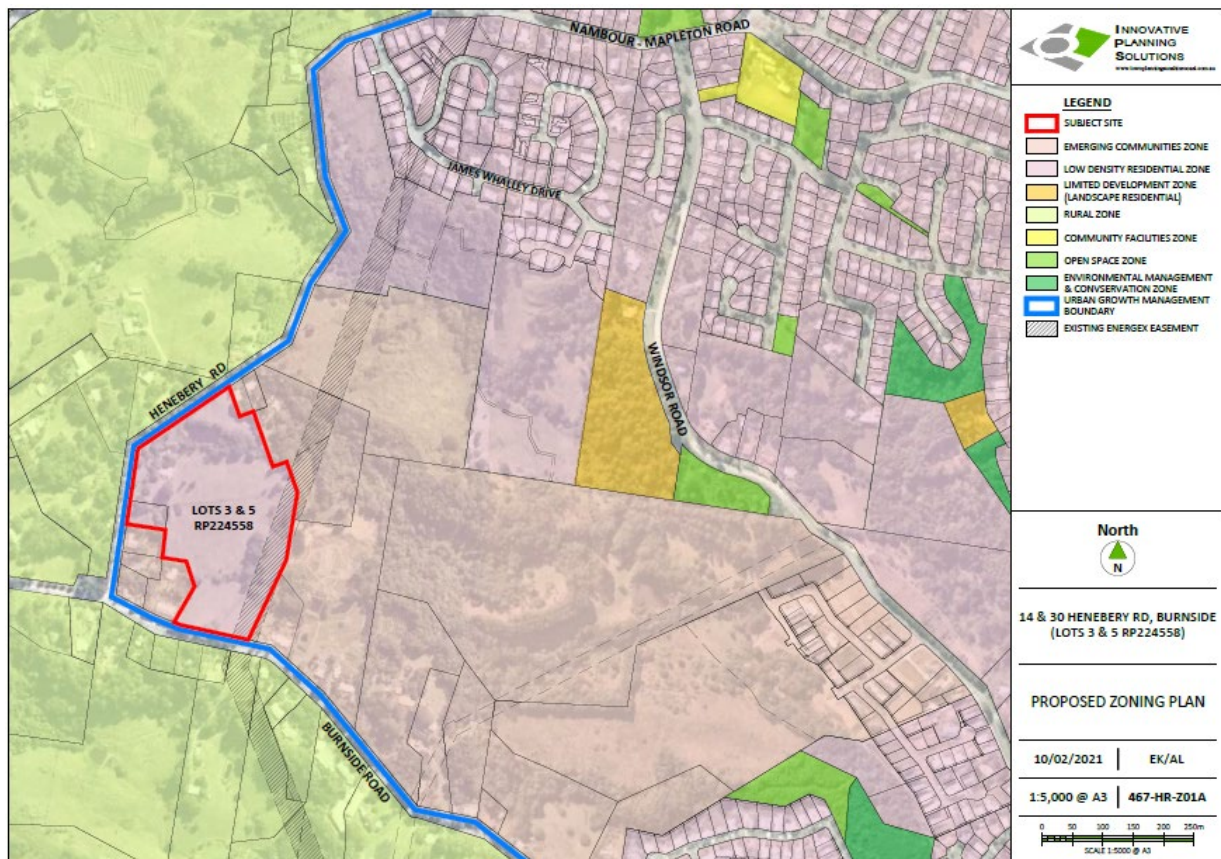 NAMBOUR - MAPLETON ROAD
JAMES WHALLEY DRIVE
WINDSOR ROAD
HENEBERY RD
LOTS 3 & 5
RP224558
BURNSIDE ROAD
INNOVATIVE
PLANNING
SOLUTIONS
LEGEND
SUBJECT SITE
EMERGING COMMUNITIES ZONE
LOW DENSITY RESIDENTIAL ZONE
LIMITED DEVELOPMENT ZONE
(LANDSCAPE RESIDENTIAL)
RURAL ZONE
COMMUNITY FACILITIES ZONE
OPEN SPACE ZONE
ENVIRONMENTAL MANAGEMENT
& CONVSERVATION ZONE
URBAN GROWTH MANAGEMENT
BOUNDARY
EXISTING ENERGEX EASEMENT
North
N
14 & 30 HENEBERY RD, BURNSIDE
(LOTS 3 & 5 RP224558)
PROPOSED ZONING PLAN
10/02/2021 EK/AL
1:5,000 @ A3 467-HR-Z01A
0 50 100 150 200 250m
SCALE 1:5000 @ A3